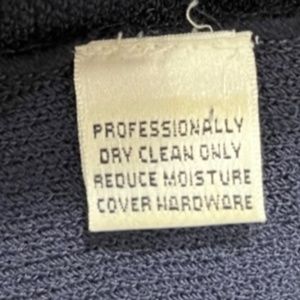 PROFESSIONALLY
DRY CLEAN ONLY
REDUCE MOISTURE
COVER HARDWARE